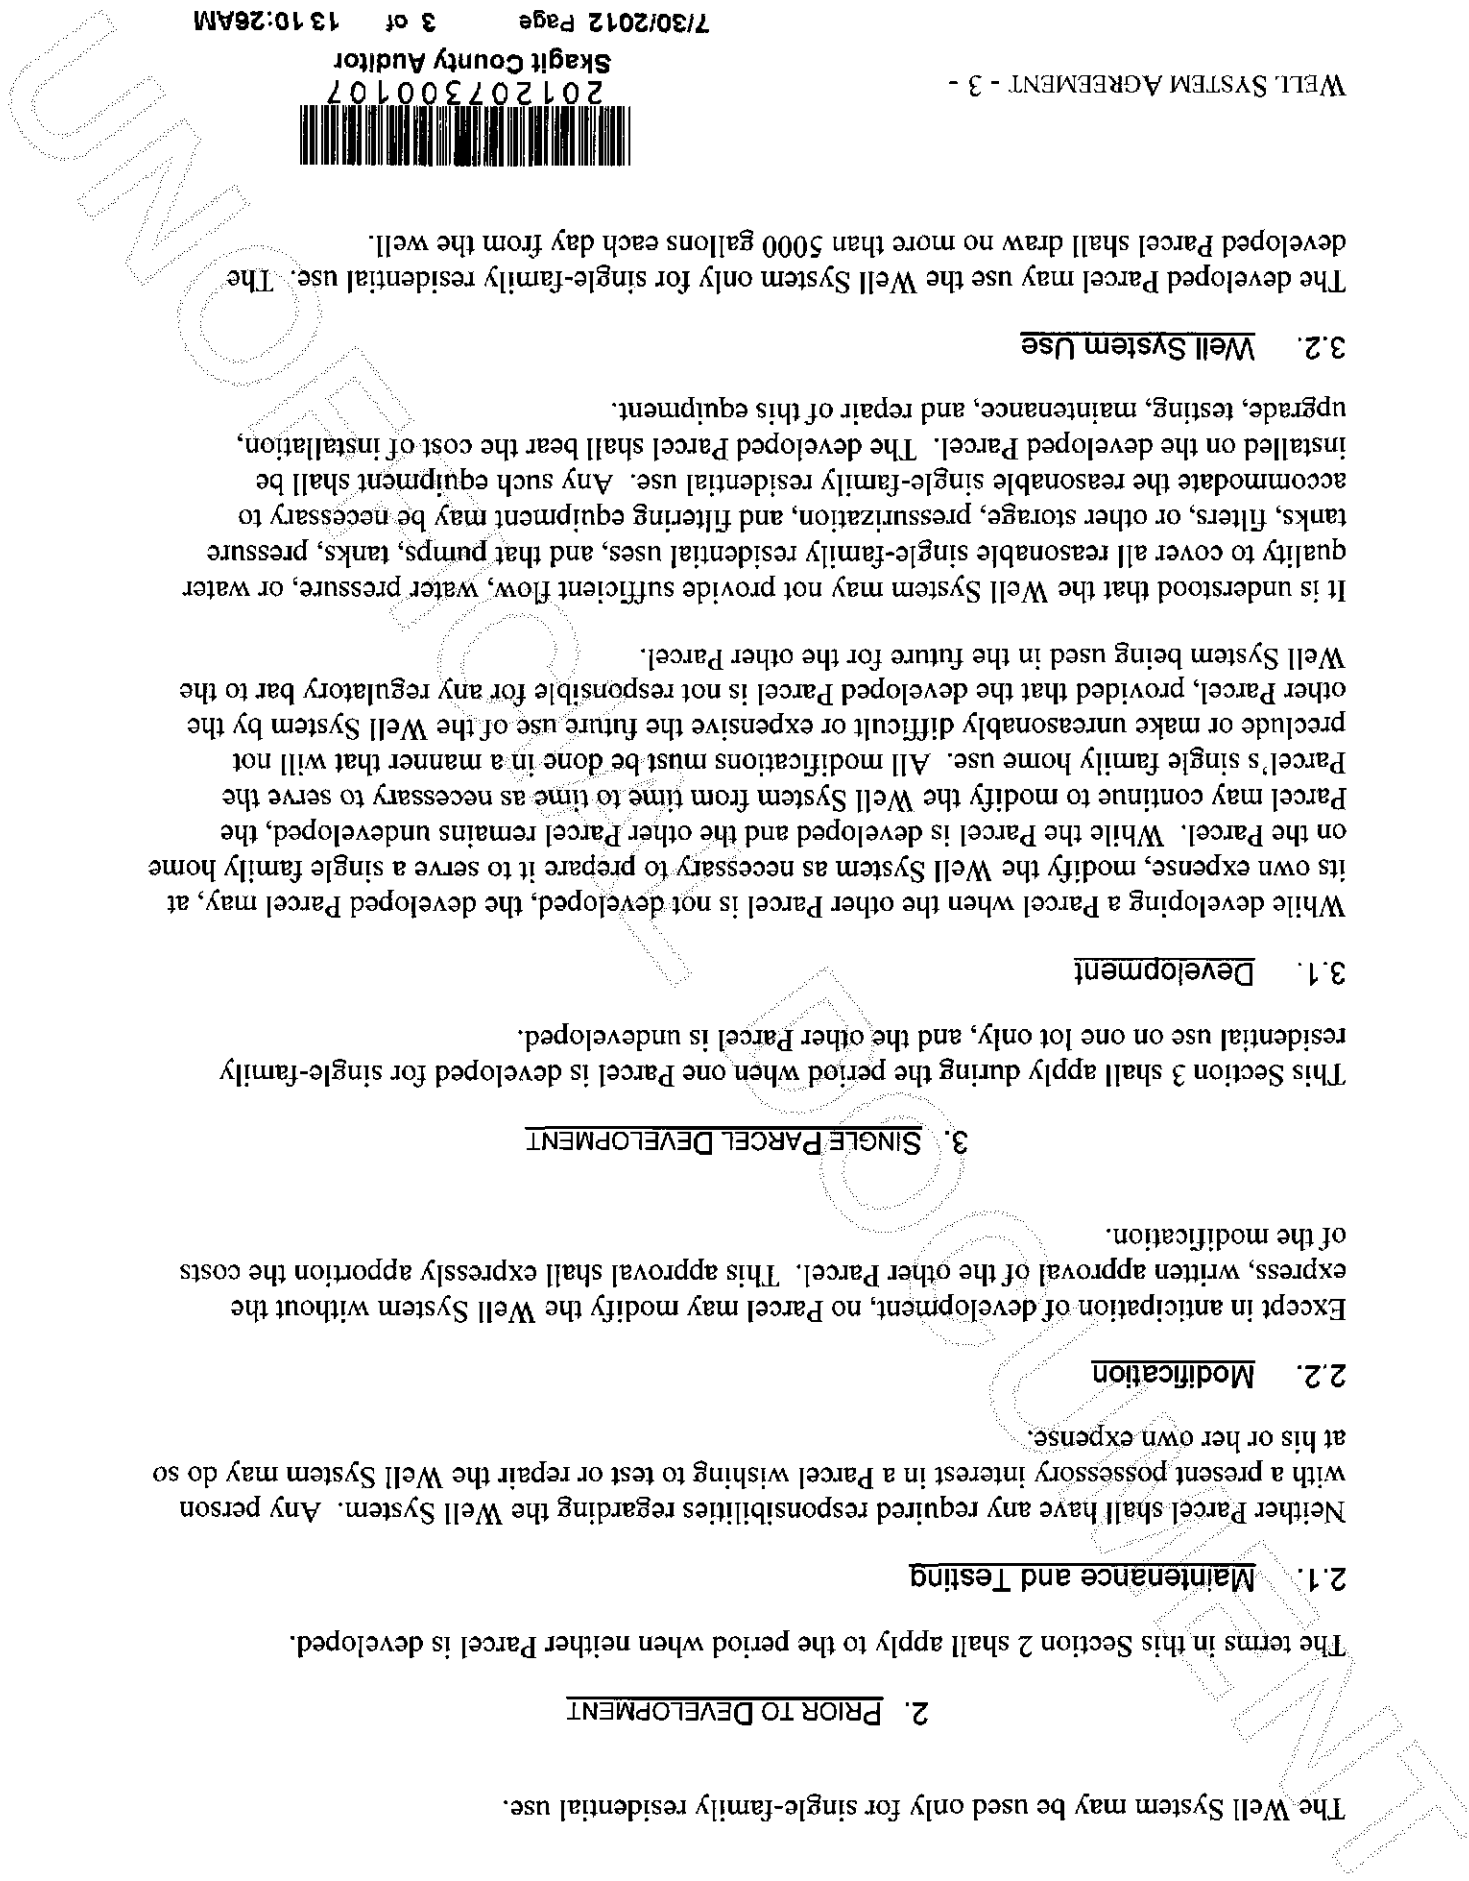 The Well System may be used only for single-family residential use.
2. PRIOR TO DEVELOPMENT
The terms in this Section 2 shall apply to the period when neither Parcel is developed.
2.1. Maintenance and Testing
Neither Parcel shall have any required responsibilities regarding the Well System. Any person
with a present possessory interest in a Parcel wishing to test or repair the Well System may do so
at his or her own expense.
2.2. Modification
Except in anticipation of development, no Parcel may modify the Well System without the
express, written approval of the other Parcel. This approval shall expressly apportion the costs
of the modification.
3. SINGLE PARCEL DEVELOPMENT
This Section 3 shall apply during the period when one Parcel is developed for single-family
residential use on one lot only, and the other Parcel is undeveloped.
3.1. Development
While developing a Parcel when the other Parcel is not developed, the developed Parcel may, at
its own expense, modify the Well System as necessary to prepare it to serve a single family home
on the Parcel. While the Parcel is developed and the other Parcel remains undeveloped, the
Parcel may continue to modify the Well System from time to time as necessary to serve the
Parcel's single family home use. All modifications must be done in a manner that will not
preclude or make unreasonably difficult or expensive the future use of the Well System by the
other Parcel, provided that the developed Parcel is not responsible for any regulatory bar to the
Well System being used in the future for the other Parcel.
It is understood that the Well System may not provide sufficient flow, water pressure, or water
quality to cover all reasonable single-family residential uses, and that pumps, tanks, pressure
tanks, filters, or other storage, pressurization, and filtering equipment may be necessary to
accommodate the reasonable single-family residential use. Any such equipment shall be
installed on the developed Parcel. The developed Parcel shall bear the cost of installation,
upgrade, testing, maintenance, and repair of this equipment.
3.2. Well System Use
The developed Parcel may use the Well System only for single-family residential use. The
developed Parcel shall draw no more than 5000 gallons each day from the well.
WELL SYSTEM AGREEMENT - 3 -
201207300107
Skagit County Auditor
7/30/2012 Page 3 of 13 10:26AM
UNOFFICIAL DOCUMENT